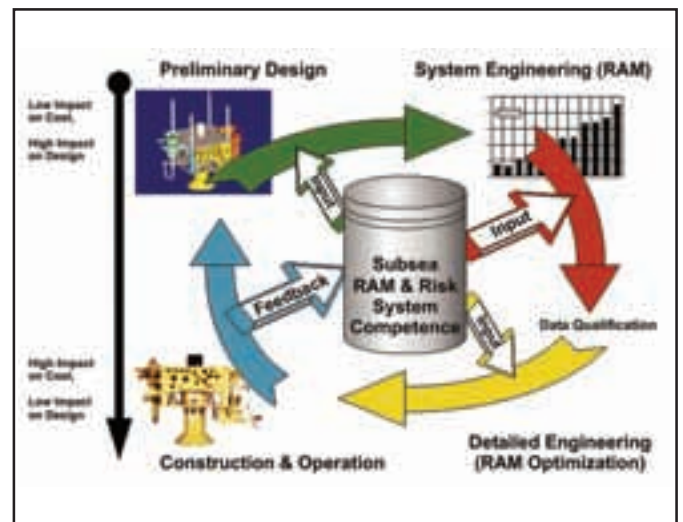 Preliminary Design
System Engineering (RAM)
Low Impact
on Cost,
High Impact
on Design
Input
Input
Subsea
RAM & Risk
System
Competence
Feedback
Input
Data Qualification
High Impact
on Cost,
Low Impact
on Design
Construction & Operation
Detailed Engineering
(RAM Optimization)